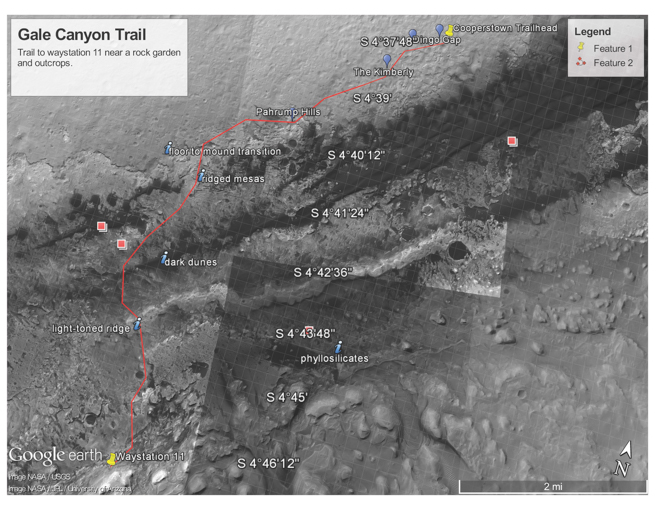 Gale Canyon Trail
Trail to waystation 11 near a rock garden
and outcrops.
Legend
Feature 1
Feature 2
Cooperstown Trailhead
S 4°37'48"
Dingo Gap
The Kimberly
S 4°39'
Pahrump Hills
floor to mound transition
S 4°40'12"
ridged mesas
S 4°41'24"
dark dunes
S 4°42'36"
light-toned ridge
S 4°43'48"
phyllosilicates
S 4°45'
Google earth
Waystation 11
S 4°46'12"
N
Image NASA / USGS
Image NASA / JPL / University of Arizona
2 mi